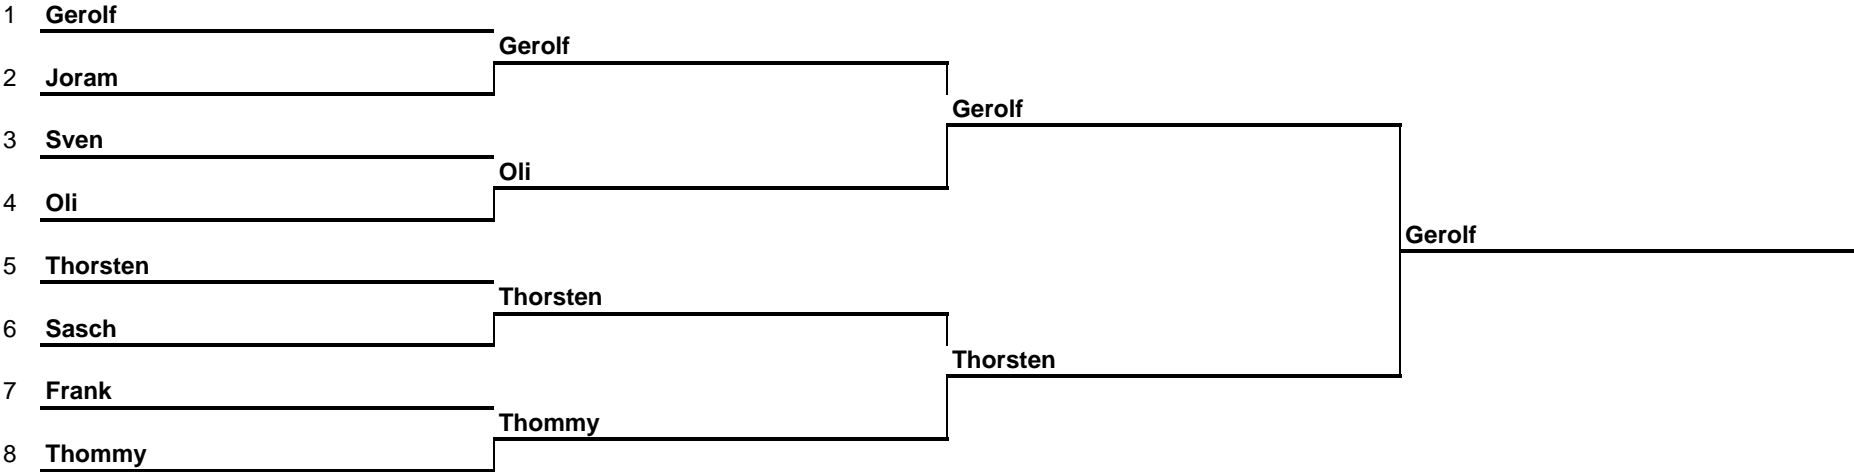 1 Gerolf
Gerolf
2 Joram
Gerolf
3 Sven
Oli
4 Oli
Gerolf
5 Thorsten
Thorsten
6 Sasch
Thorsten
7 Frank
Thommy
8 Thommy